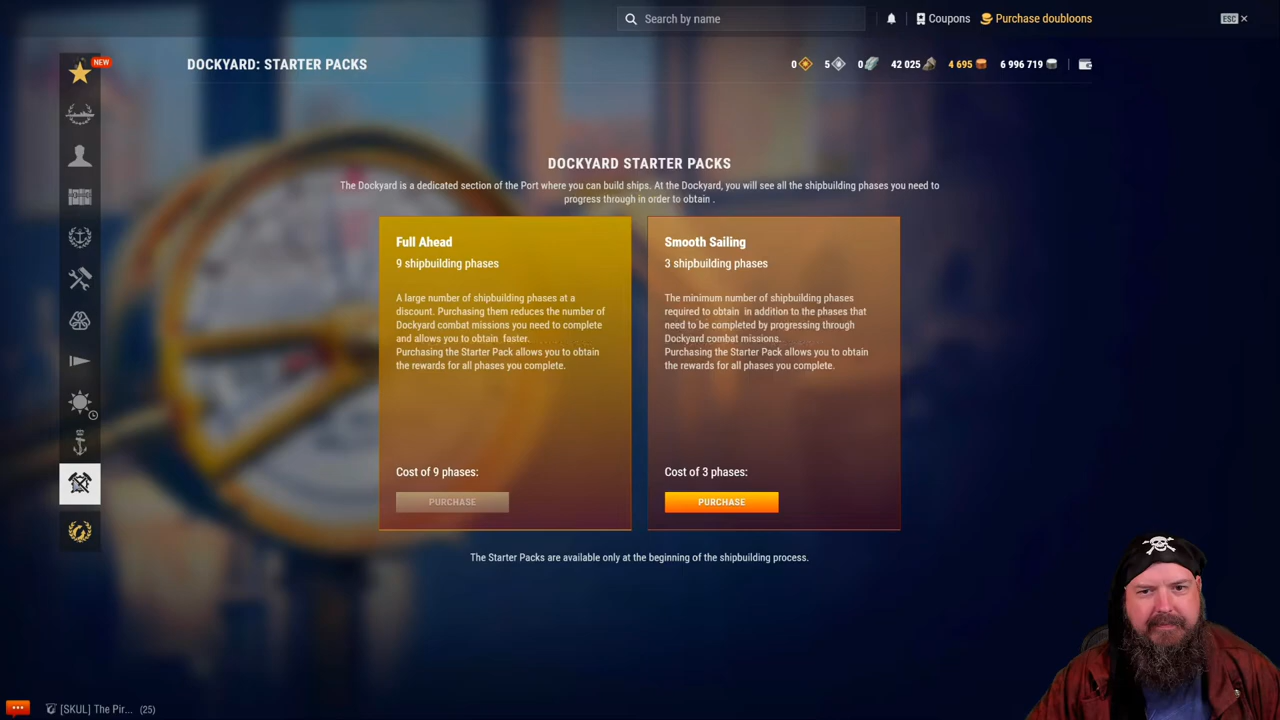 Search by name
Coupons
Purchase doubloons
ESC ×
NEW
DOCKYARD: STARTER PACKS
0 5 0 42 025 4 695 6 996 719
DOCKYARD STARTER PACKS
The Dockyard is a dedicated section of the Port where you can build ships. At the Dockyard, you will see all the shipbuilding phases you need to
progress through in order to obtain .
Full Ahead
9 shipbuilding phases
A large number of shipbuilding phases at a
discount. Purchasing them reduces the number of
Dockyard combat missions you need to complete
and allows you to obtain faster.
Purchasing the Starter Pack allows you to obtain
the rewards for all phases you complete.
Cost of 9 phases:
PURCHASE
Smooth Sailing
3 shipbuilding phases
The minimum number of shipbuilding phases
required to obtain in addition to the phases that
need to be completed by progressing through
Dockyard combat missions.
Purchasing the Starter Pack allows you to obtain
the rewards for all phases you complete.
Cost of 3 phases:
PURCHASE
The Starter Packs are available only at the beginning of the shipbuilding process.
[SKUL] The Pir... (25)